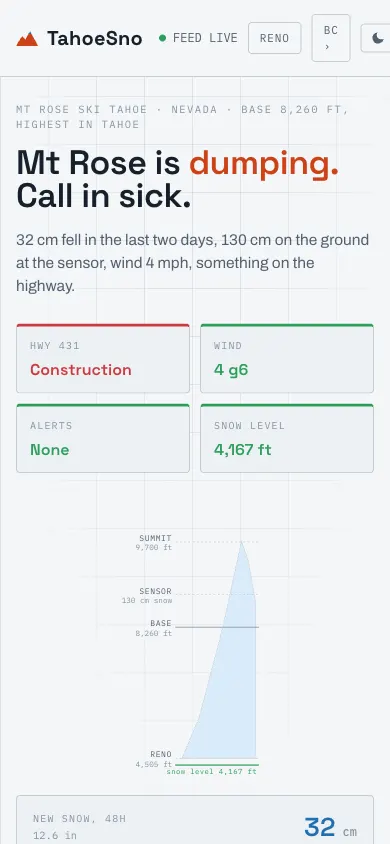 TahoeSno
FEED LIVE
RENO
BC
›
MT ROSE SKI TAHOE · NEVADA · BASE 8,260 FT,
HIGHEST IN TAHOE
Mt Rose is dumping.
Call in sick.
32 cm fell in the last two days, 130 cm on the ground
at the sensor, wind 4 mph, something on the
highway.
HWY 431
Construction
WIND
4 g6
ALERTS
None
SNOW LEVEL
4,167 ft
SUMMIT
9,700 ft
SENSOR
130 cm snow
BASE
8,260 ft
RENO
4,505 ft
snow level 4,167 ft
NEW SNOW, 48H
12.6 in
32 cm